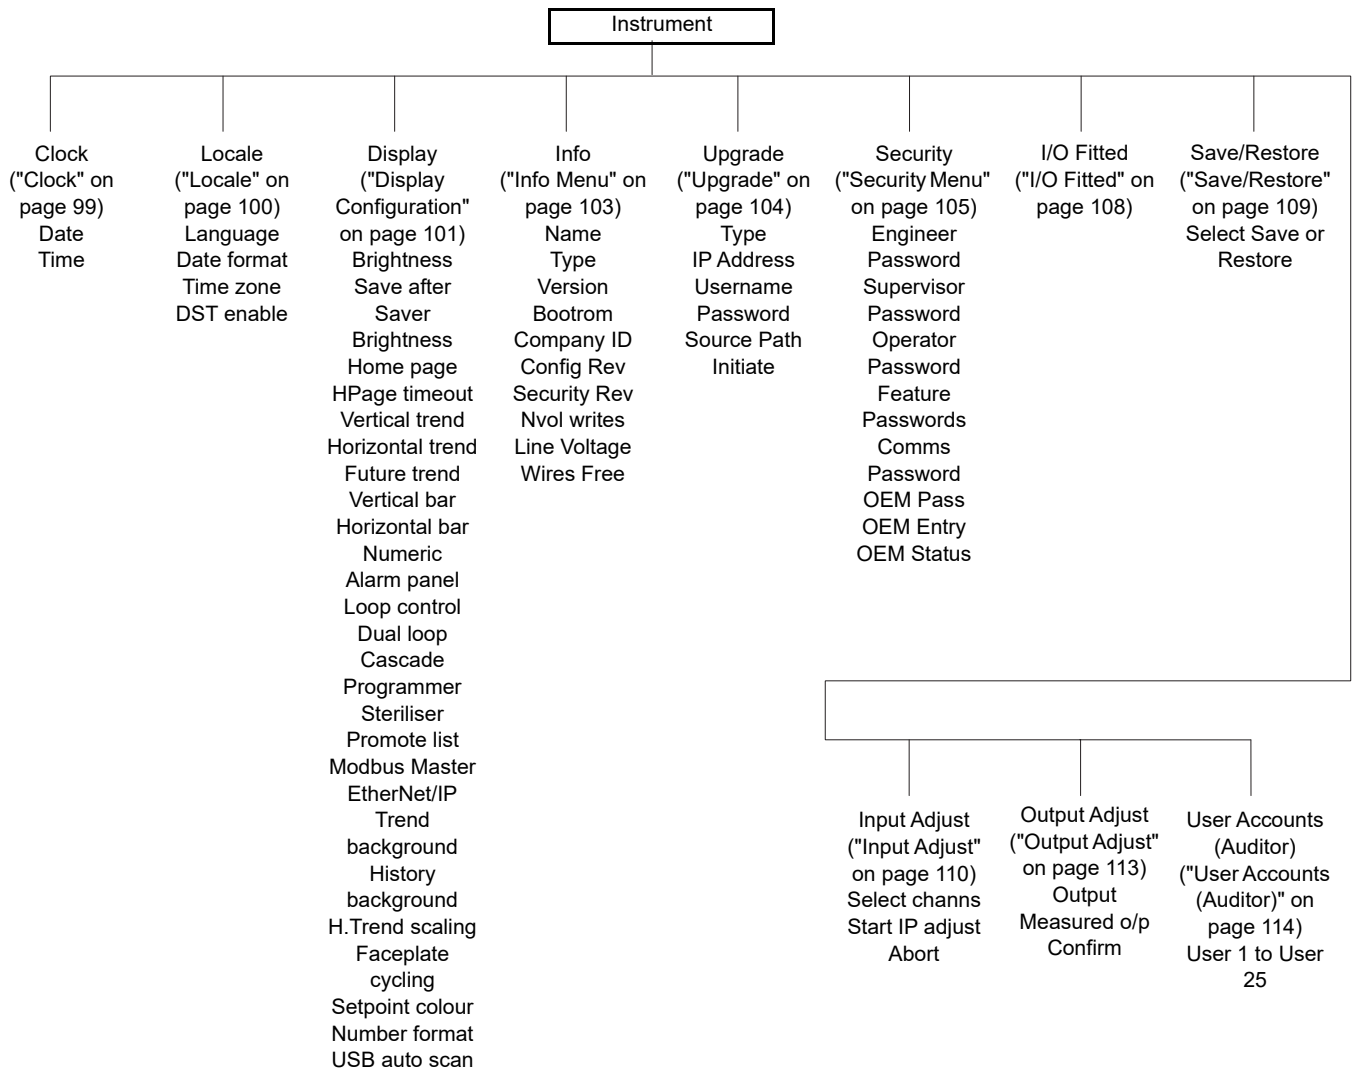 Instrument
Clock
("Clock" on
page 99)
Date
Time
Locale
("Locale" on
page 100)
Language
Date format
Time zone
DST enable
Display
("Display
Configuration"
on page 101)
Brightness
Save after
Saver
Brightness
Home page
HPage timeout
Vertical trend
Horizontal trend
Future trend
Vertical bar
Horizontal bar
Numeric
Alarm panel
Loop control
Dual loop
Cascade
Programmer
Steriliser
Promote list
Modbus Master
EtherNet/IP
Trend
background
History
background
H.Trend scaling
Faceplate
cycling
Setpoint colour
Number format
USB auto scan
Info
("Info Menu" on
page 103)
Name
Type
Version
Bootrom
Company ID
Config Rev
Security Rev
Nvol writes
Line Voltage
Wires Free
Upgrade
("Upgrade" on
page 104)
Type
IP Address
Username
Password
Source Path
Initiate
Security
("Security Menu"
on page 105)
Engineer
Password
Supervisor
Password
Operator
Password
Feature
Passwords
Comms
Password
OEM Pass
OEM Entry
OEM Status
I/O Fitted
("I/O Fitted" on
page 108)
Save/Restore
("Save/Restore"
on page 109)
Select Save or
Restore
Input Adjust
("Input Adjust"
on page 110)
Select channs
Start IP adjust
Abort
Output Adjust
("Output Adjust"
on page 113)
Output
Measured o/p
Confirm
User Accounts
(Auditor)
("User Accounts
(Auditor)" on
page 114)
User 1 to User
25